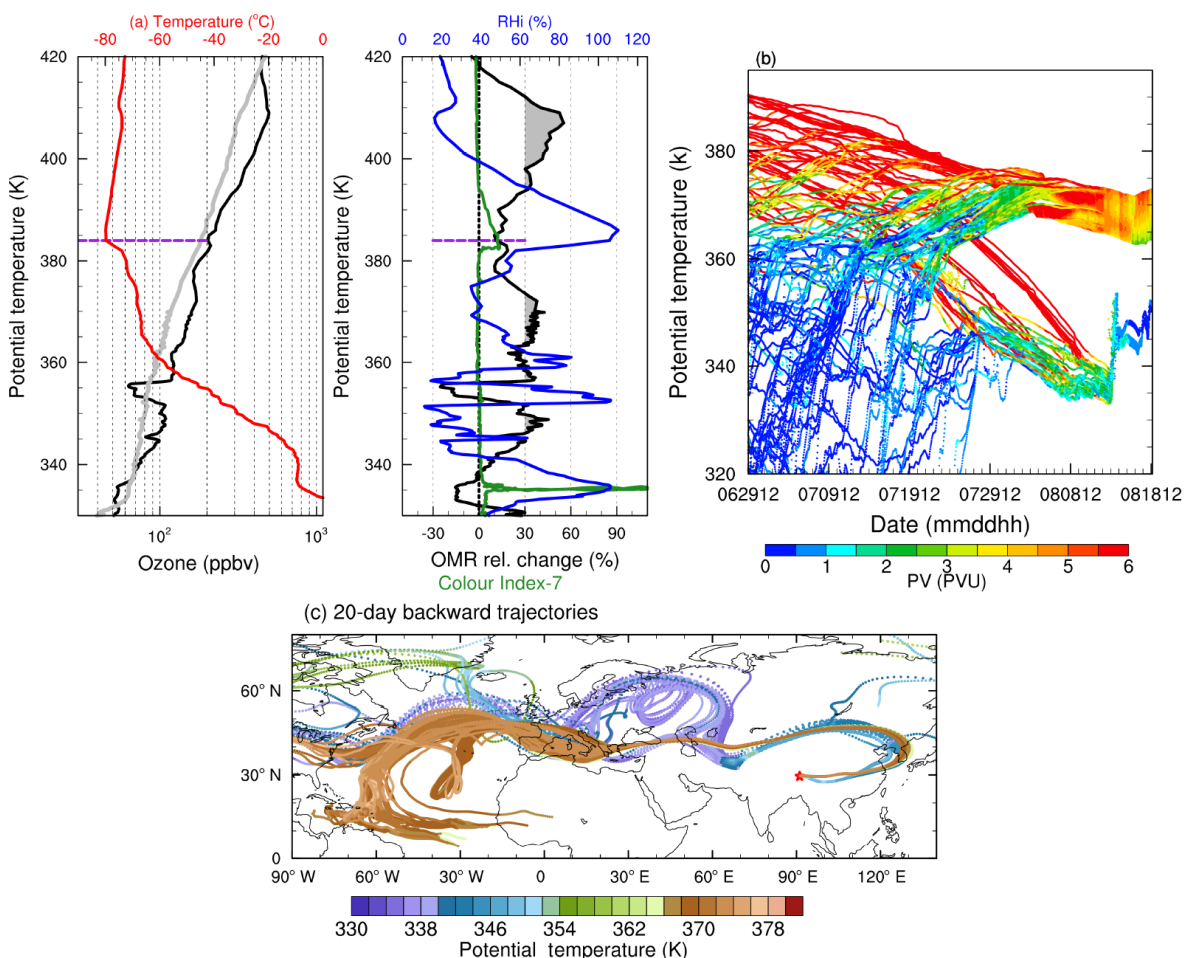 (a) Temperature (°C)
-80 -60 -40 -20 0
420
400
380
360
340
Potential temperature (K)
10² 10³
Ozone (ppbv)
RHi (%)
0 20 40 60 80 100 120
420
400
380
360
340
Potential temperature (K)
-30 0 30 60 90
OMR rel. change (%)
Colour Index-7
(b)
380
360
340
320
Potential temperature (k)
062912 070912 071912 072912 080812 081812
Date (mmddhh)
0 1 2 3 4 5 6
PV (PVU)
(c) 20-day backward trajectories
60° N
30° N
0
90° W 60° W 30° W 0 30° E 60° E 90° E 120° E
330 338 346 354 362 370 378
Potential temperature (K)